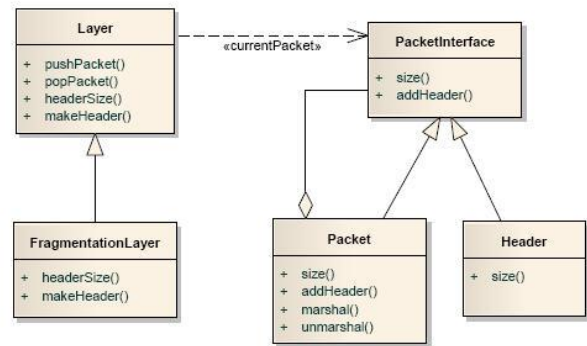 Layer
+ pushPacket()
+ popPacket()
+ headerSize()
+ makeHeader()
«currentPacket»
PacketInterface
+ size()
+ addHeader()
FragmentationLayer
+ headerSize()
+ makeHeader()
Packet
+ size()
+ addHeader()
+ marshal()
+ unmarshal()
Header
+ size()